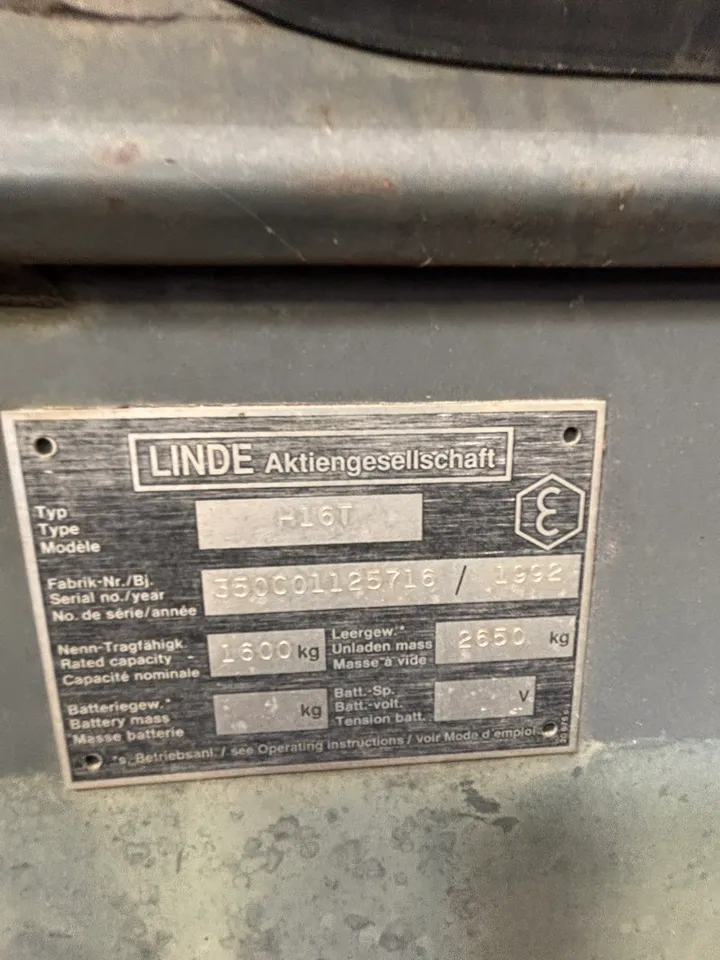 LINDE Aktiengesellschaft
Typ
Type
Modèle
H16T
Fabrik-Nr./Bj.
Serial no./year
No. de série/année
350C01125716 / 1992
Nenn-Tragfähigk.
Rated capacity
Capacité nominale
1600 kg
Leergew.*
Unladen mass
Masse à vide
2650 kg
Batteriegew.*
Battery mass
Masse batterie
kg
Batt.-Sp.
Batt.-volt.
Tension batt.
V
*s. Betriebsanl. / see Operating instructions / voir Mode d'emploi